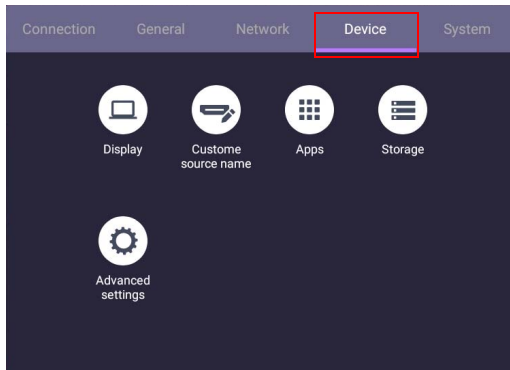 Connection General Network Device System
Display Custome source name Apps Storage
Advanced settings